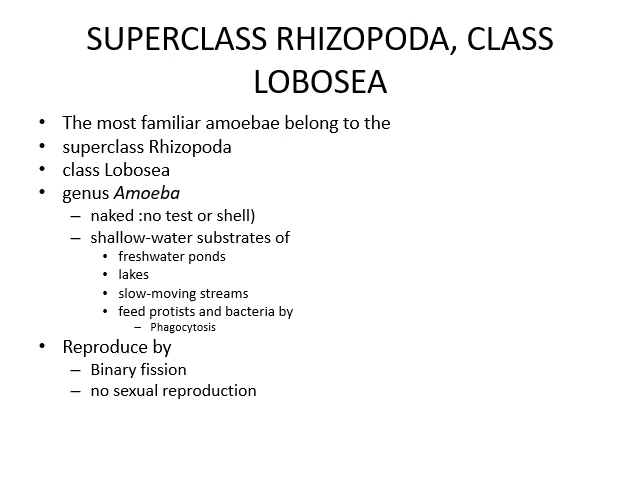 SUPERCLASS RHIZOPODA, CLASS
LOBOSEA
• The most familiar amoebae belong to the
• superclass Rhizopoda
• class Lobosea
• genus Amoeba
– naked :no test or shell)
– shallow-water substrates of
• freshwater ponds
• lakes
• slow-moving streams
• feed protists and bacteria by
– Phagocytosis
• Reproduce by
– Binary fission
– no sexual reproduction